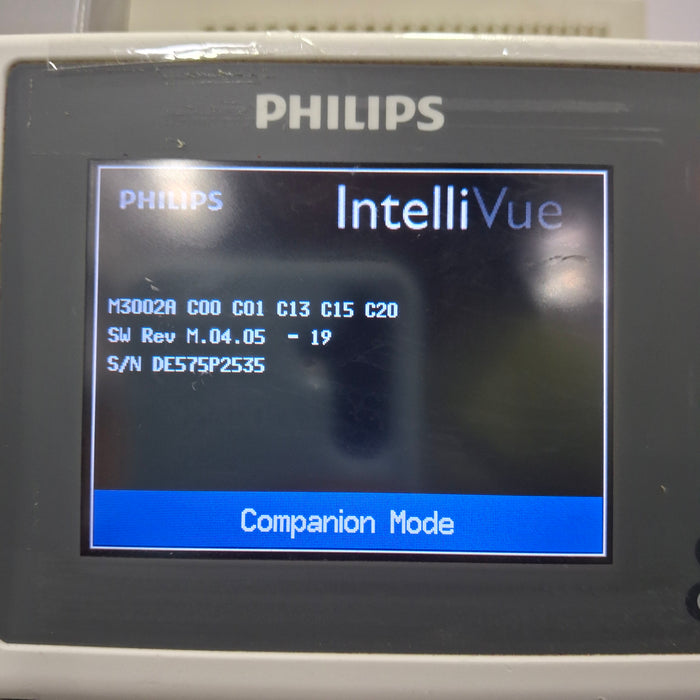 PHILIPS
PHILIPS IntelliVue
M3002A C00 C01 C13 C15 C20
SW Rev M.04.05 - 19
S/N DE575P2535
Companion Mode